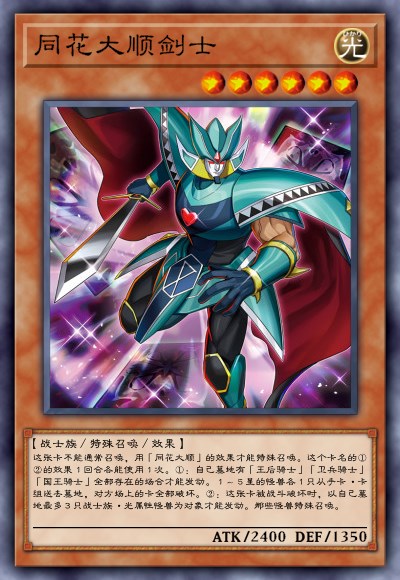 同花大顺剑士
ひかり
光
【战士族／特殊召唤／效果】
这张卡不能通常召唤，用「同花大顺」的效果才能特殊召唤。这个卡名的①
②的效果1回合各能使用1次。①：自己墓地有「王后骑士」「卫兵骑士」
「国王骑士」全部存在的场合才能发动。1～5星的怪兽各1只从手卡·卡
组送去墓地，对方场上的卡全部破坏。②：这张卡被战斗破坏时，以自己墓
地最多3只战士族·光属性怪兽为对象才能发动。那些怪兽特殊召唤。
ATK/2400 DEF/1350